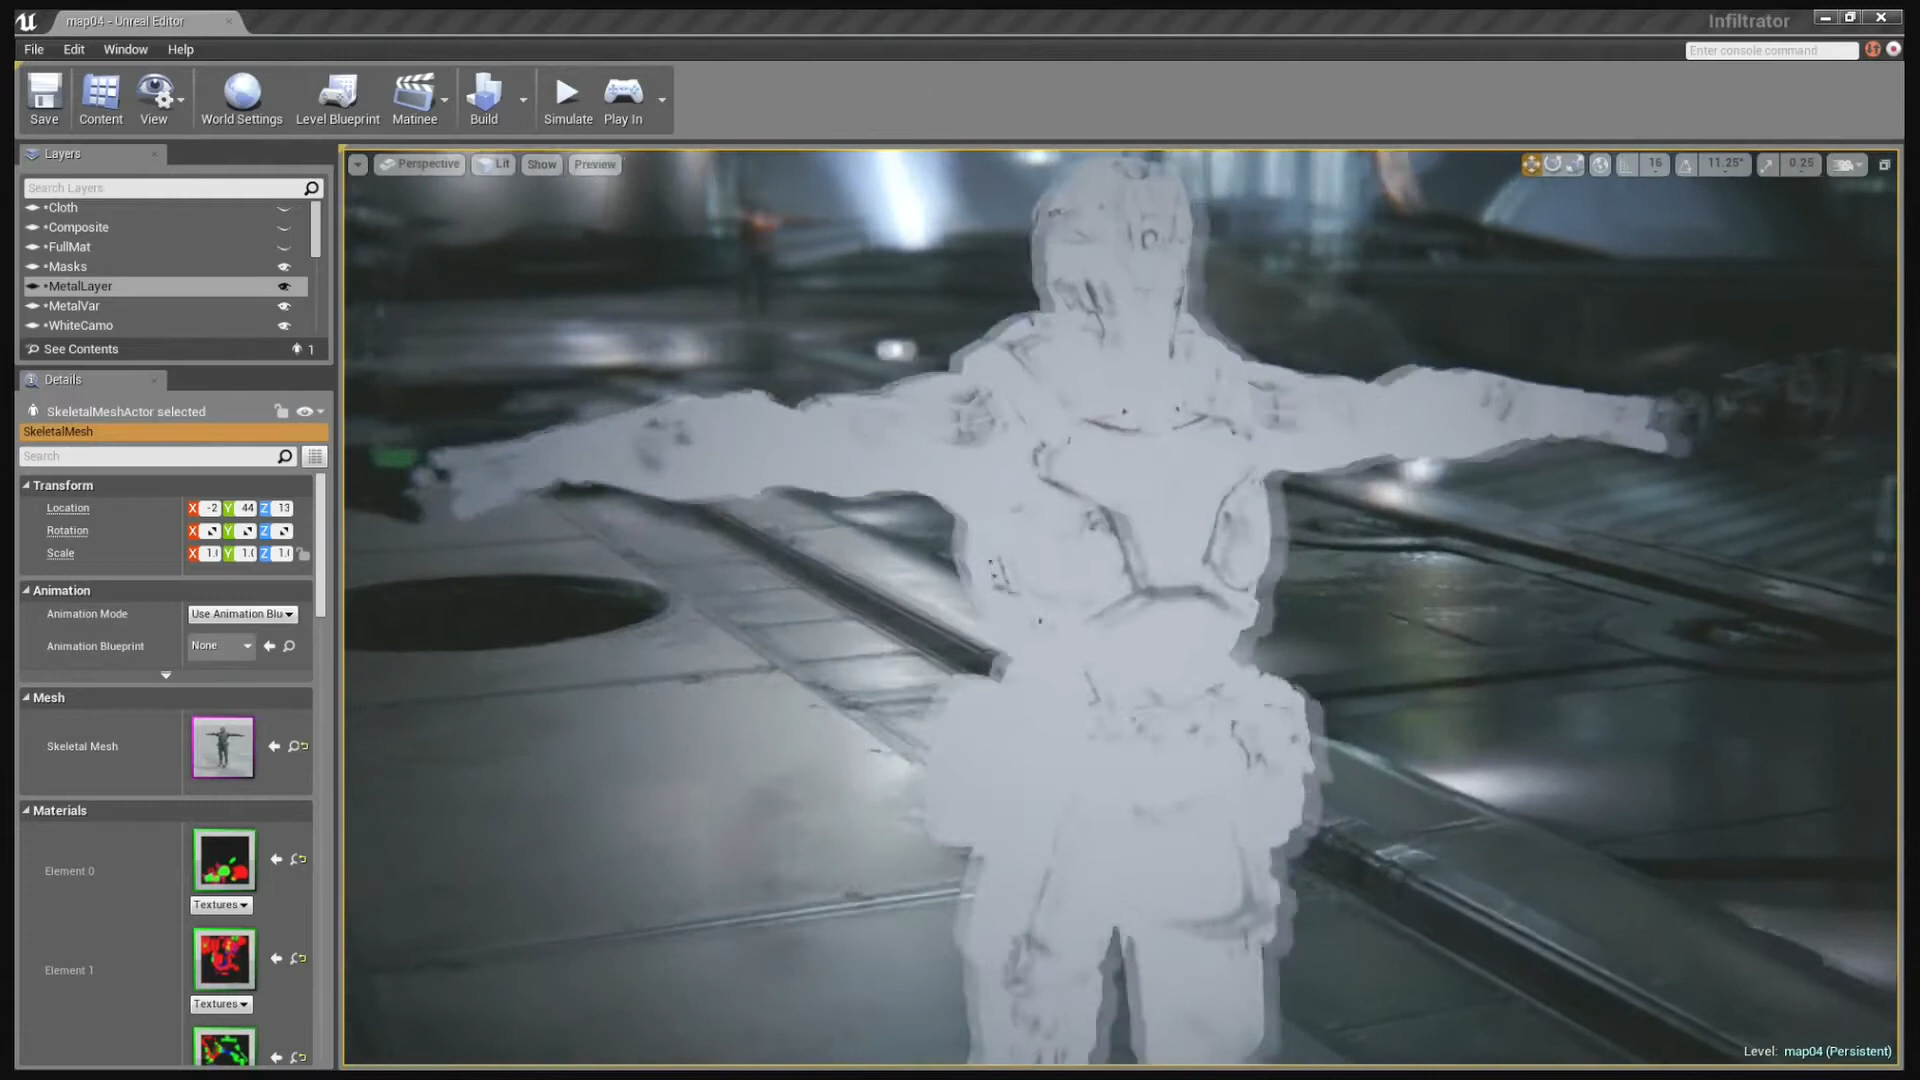 map04 - Unreal Editor
Infiltrator
File Edit Window Help
Enter console command
Save Content View World Settings Level Blueprint Matinee Build Simulate Play In
Layers
Perspective Lit Show Preview
16 11.25° 0.25
Search Layers
*Cloth
*Composite
*FullMat
*Masks
*MetalLayer
*MetalVar
*WhiteCamo
See Contents 1
Details
SkeletalMeshActor selected
SkeletalMesh
Search
Transform
Location X -2 Y 44 Z 13
Rotation X Y Z
Scale X 1.( Y 1.( Z 1.(
Animation
Animation Mode Use Animation Blu
Animation Blueprint None
Mesh
Skeletal Mesh
Materials
Element 0
Textures
Element 1
Textures
Level: map04 (Persistent)